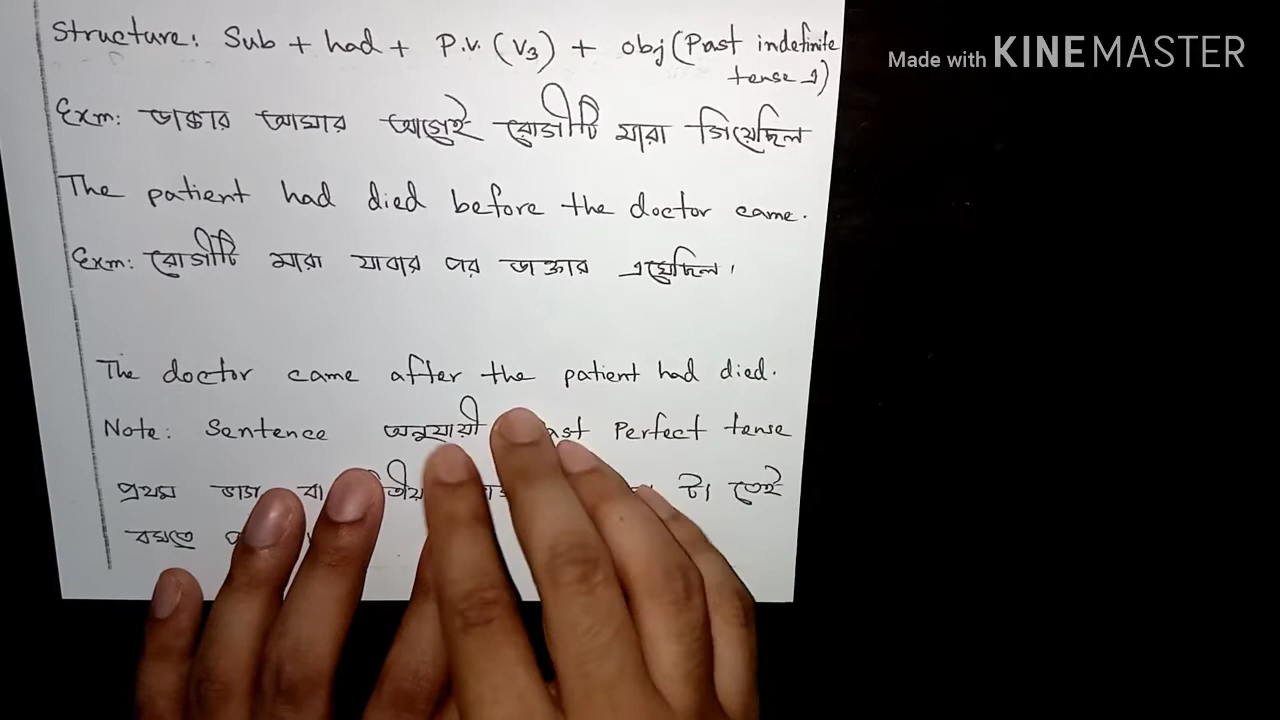 Structure: Sub + had + P.V. (V3) + obj (Past indefinite
tense এ)
Made with KINEMASTER
Exm: ডাক্তার আসার আগেই রোগীটি মারা গিয়েছিল
The patient had died before the doctor came.
Exm: রোগীটি মারা যাবার পর ডাক্তার এসেছিল।
The doctor came after the patient had died.
Note: Sentence অনুযায়ী Perfect tense
প্রথম ভাগ বা টা তেই
বসতে